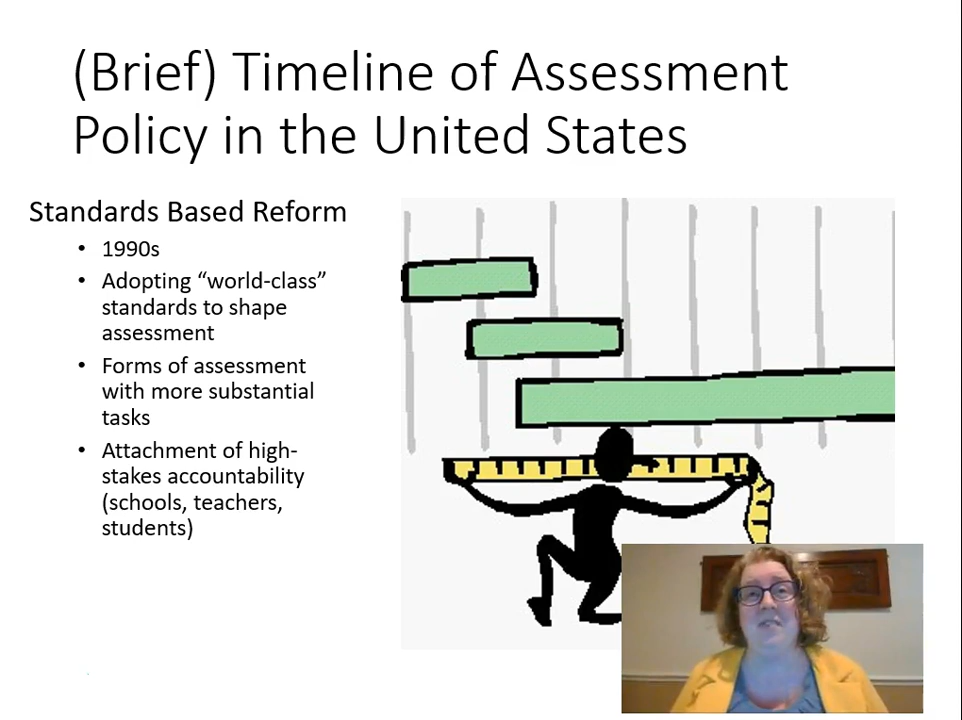 (Brief) Timeline of Assessment
Policy in the United States
Standards Based Reform
• 1990s
• Adopting “world-class”
standards to shape
assessment
• Forms of assessment
with more substantial
tasks
• Attachment of high-
stakes accountability
(schools, teachers,
students)